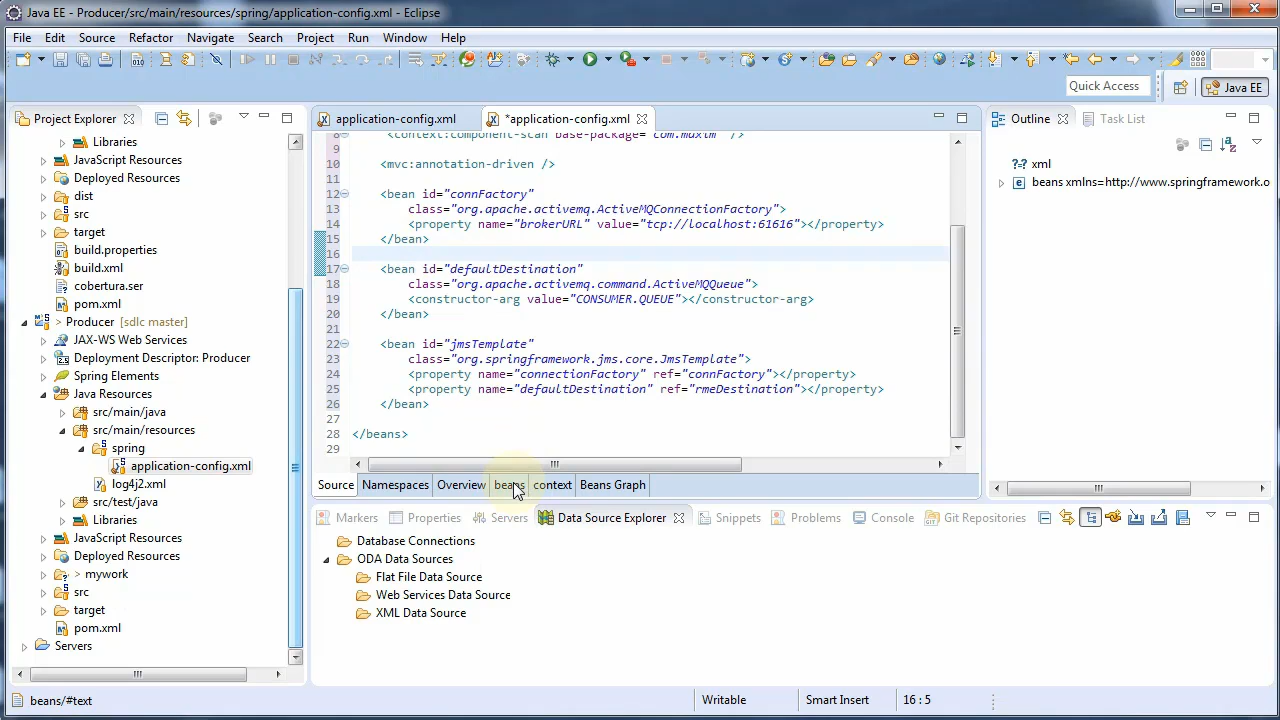 Java EE - Producer/src/main/resources/spring/application-config.xml - Eclipse
File Edit Source Refactor Navigate Search Project Run Window Help
Quick Access
Java EE
Project Explorer
Libraries
JavaScript Resources
Deployed Resources
dist
src
target
build.properties
build.xml
cobertura.ser
pom.xml
> Producer [sdlc master]
JAX-WS Web Services
Deployment Descriptor: Producer
Spring Elements
Java Resources
src/main/java
src/main/resources
spring
application-config.xml
log4j2.xml
src/test/java
Libraries
JavaScript Resources
Deployed Resources
> mywork
src
target
pom.xml
Servers
application-config.xml *application-config.xml
8 <context:component-scan base-package="com.maxim" />
9
10 <mvc:annotation-driven />
11
12 <bean id="connFactory"
13 class="org.apache.activemq.ActiveMQConnectionFactory">
14 <property name="brokerURL" value="tcp://localhost:61616"></property>
15 </bean>
16
17 <bean id="defaultDestination"
18 class="org.apache.activemq.command.ActiveMQQueue">
19 <constructor-arg value="CONSUMER.QUEUE"></constructor-arg>
20 </bean>
21
22 <bean id="jmsTemplate"
23 class="org.springframework.jms.core.JmsTemplate">
24 <property name="connectionFactory" ref="connFactory"></property>
25 <property name="defaultDestination" ref="rmeDestination"></property>
26 </bean>
27
28 </beans>
29
Source Namespaces Overview beans context Beans Graph
Outline Task List
?-? xml
e beans xmlns=http://www.springframework.o
Markers Properties Servers Data Source Explorer Snippets Problems Console Git Repositories
Database Connections
ODA Data Sources
Flat File Data Source
Web Services Data Source
XML Data Source
beans/#text
Writable
Smart Insert
16 : 5